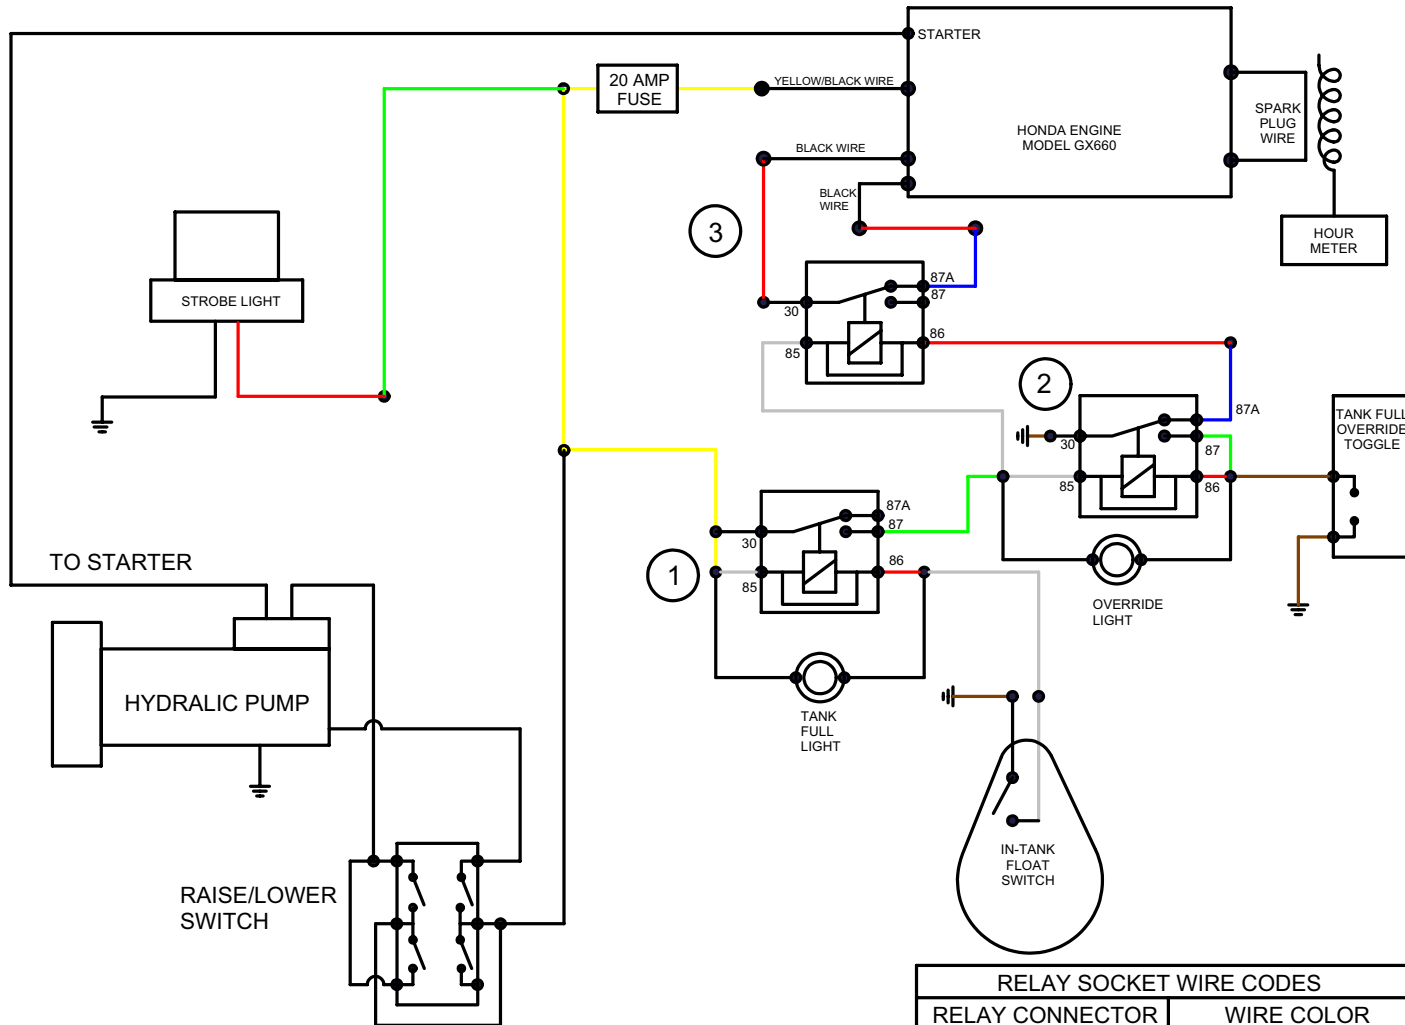 STARTER
20 AMP
FUSE
YELLOW/BLACK WIRE
HONDA ENGINE
MODEL GX660
SPARK
PLUG
WIRE
BLACK WIRE
BLACK
WIRE
3
HOUR
METER
STROBE LIGHT
87A
87
30
85
86
2
87A
87
30
85
86
TANK FULL
OVERRIDE
TOGGLE
87A
87
30
85
86
1
OVERRIDE
LIGHT
TO STARTER
HYDRALIC PUMP
TANK
FULL
LIGHT
IN-TANK
FLOAT
SWITCH
RAISE/LOWER
SWITCH
RELAY SOCKET WIRE CODES
RELAY CONNECTOR
WIRE COLOR